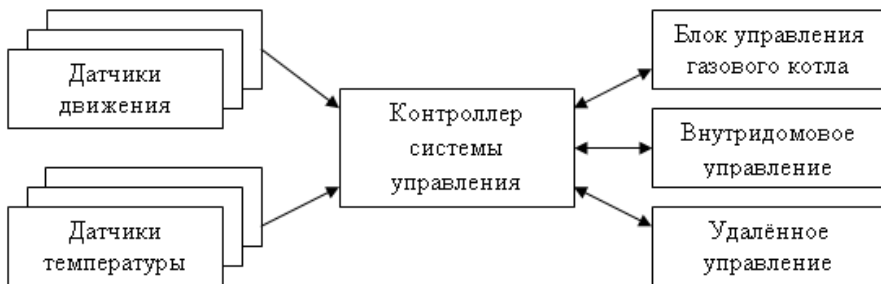 Датчики
движения
Датчики
температуры
Контроллер
системы
управления
Блок управления
газового котла
Внутридомовое
управление
Удалённое
управление